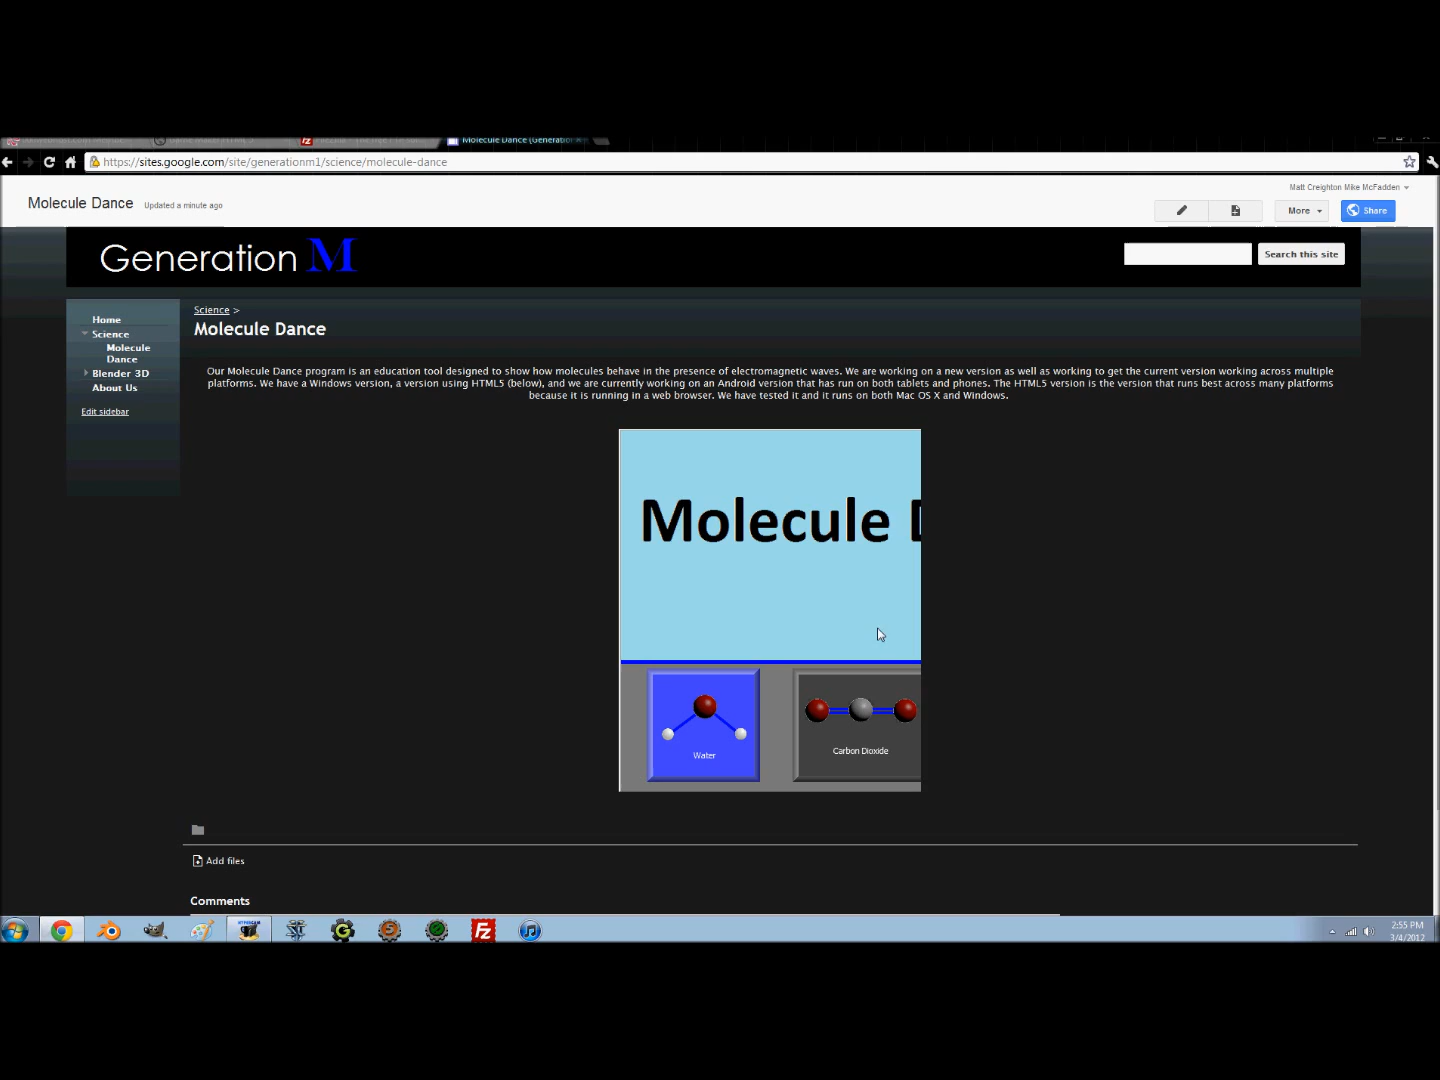 Molecule Dance (Generation
https://sites.google.com/site/generationm1/science/molecule-dance
Matt Creighton Mike McFadden
Molecule Dance Updated a minute ago
More Share
Generation M
Search this site
Home
Science
Molecule
Dance
Blender 3D
About Us
Edit sidebar
Science >
Molecule Dance
Our Molecule Dance program is an education tool designed to show how molecules behave in the presence of electromagnetic waves. We are working on a new version as well as working to get the current version working across multiple
platforms. We have a Windows version, a version using HTML5 (below), and we are currently working on an Android version that has run on both tablets and phones. The HTML5 version is the version that runs best across many platforms
because it is running in a web browser. We have tested it and it runs on both Mac OS X and Windows.
Molecule D
Water
Carbon Dioxide
Add files
Comments
Fz
2:55 PM
3/4/2012